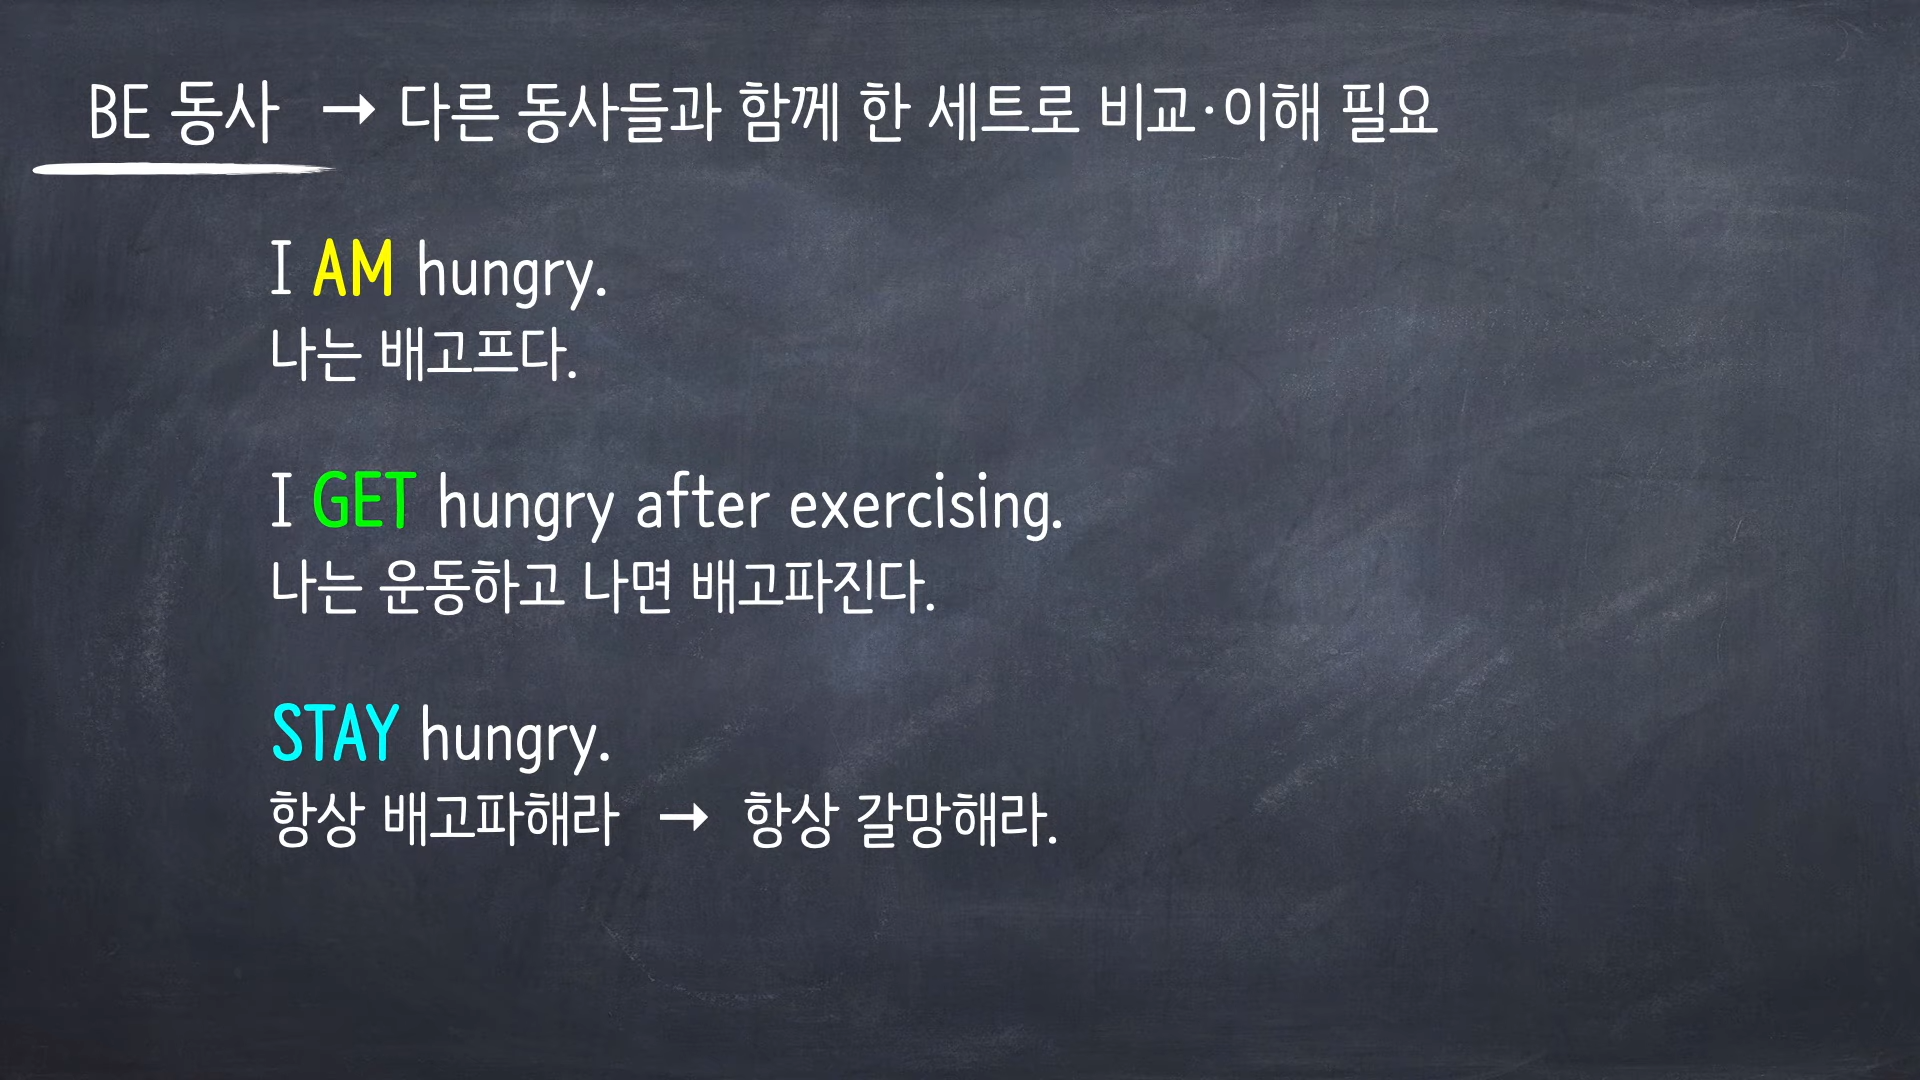 BE 동사 → 다른 동사들과 함께 한 세트로 비교·이해 필요
I AM hungry.
나는 배고프다.
I GET hungry after exercising.
나는 운동하고 나면 배고파진다.
STAY hungry.
항상 배고파해라 → 항상 갈망해라.